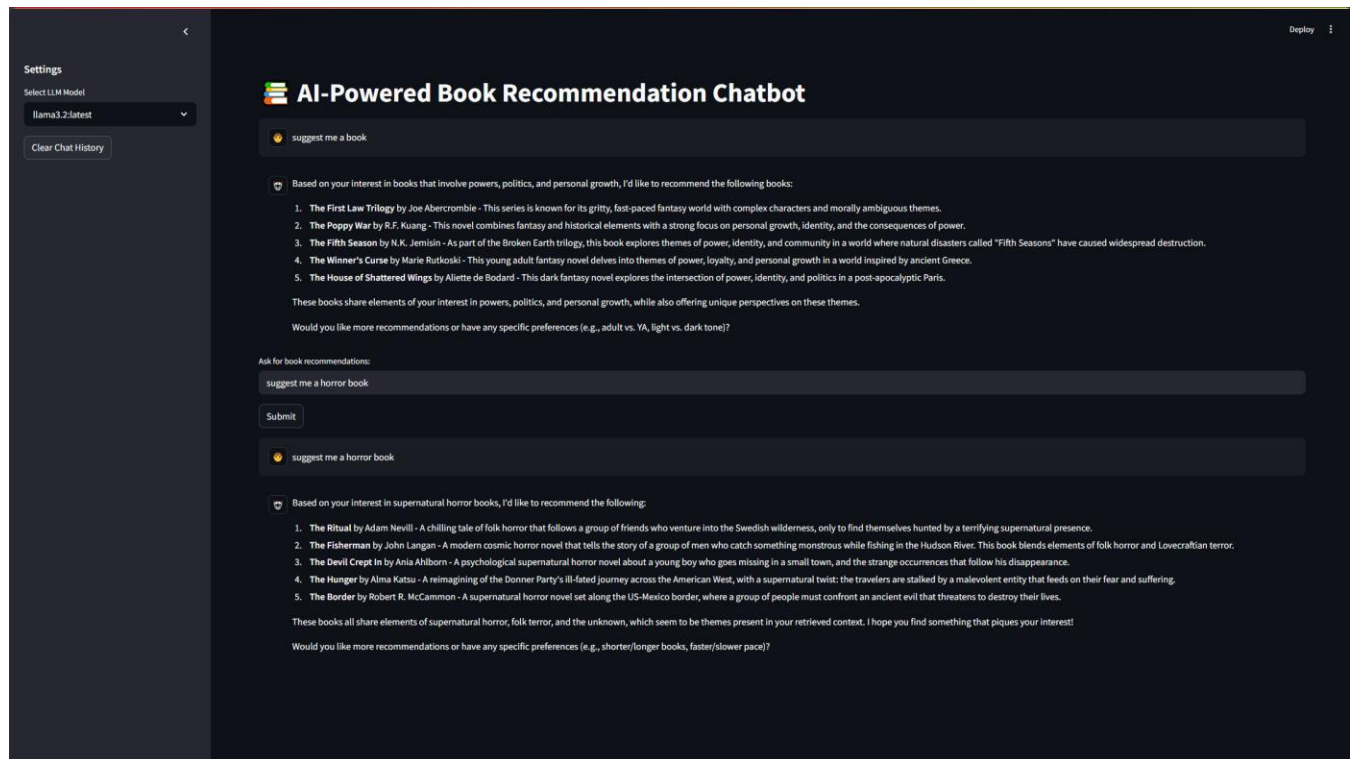 Deploy
Settings
Select LLM Model
llama3.2:latest
Clear Chat History
AI-Powered Book Recommendation Chatbot
suggest me a book
Based on your interest in books that involve powers, politics, and personal growth, I'd like to recommend the following books:
1. The First Law Trilogy by Joe Abercrombie - This series is known for its gritty, fast-paced fantasy world with complex characters and morally ambiguous themes.
2. The Poppy War by R.F. Kuang - This novel combines fantasy and historical elements with a strong focus on personal growth, identity, and the consequences of power.
3. The Fifth Season by N.K. Jemisin - As part of the Broken Earth trilogy, this book explores themes of power, identity, and community in a world where natural disasters called "Fifth Seasons" have caused widespread destruction.
4. The Winner's Curse by Marie Rutkoski - This young adult fantasy novel delves into themes of power, loyalty, and personal growth in a world inspired by ancient Greece.
5. The House of Shattered Wings by Aliette de Bodard - This dark fantasy novel explores the intersection of power, identity, and politics in a post-apocalyptic Paris.
These books share elements of your interest in powers, politics, and personal growth, while also offering unique perspectives on these themes.
Would you like more recommendations or have any specific preferences (e.g., adult vs. YA, light vs. dark tone)?
Ask for book recommendations:
suggest me a horror book
Submit
suggest me a horror book
Based on your interest in supernatural horror books, I'd like to recommend the following:
1. The Ritual by Adam Nevill - A chilling tale of folk horror that follows a group of friends who venture into the Swedish wilderness, only to find themselves hunted by a terrifying supernatural presence.
2. The Fisherman by John Langan - A modern cosmic horror novel that tells the story of a group of men who catch something monstrous while fishing in the Hudson River. This book blends elements of folk horror and Lovecraftian terror.
3. The Devil Crept In by Ania Ahlborn - A psychological supernatural horror novel about a young boy who goes missing in a small town, and the strange occurrences that follow his disappearance.
4. The Hunger by Alma Katsu - A reimagining of the Donner Party's ill-fated journey across the American West, with a supernatural twist: the travelers are stalked by a malevolent entity that feeds on their fear and suffering.
5. The Border by Robert R. McCammon - A supernatural horror novel set along the US-Mexico border, where a group of people must confront an ancient evil that threatens to destroy their lives.
These books all share elements of supernatural horror, folk terror, and the unknown, which seem to be themes present in your retrieved context. I hope you find something that piques your interest!
Would you like more recommendations or have any specific preferences (e.g., shorter/longer books, faster/slower pace)?